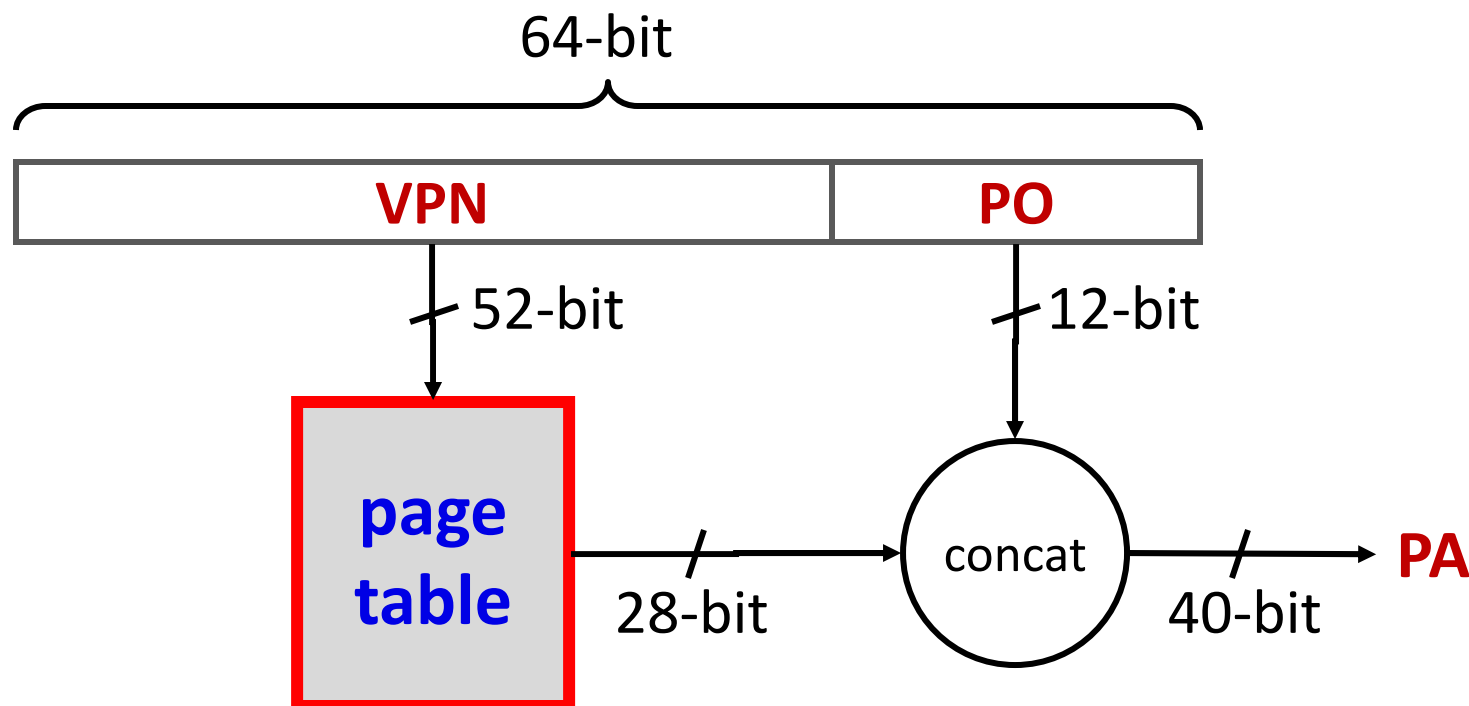 64-bit
VPN PO
52-bit 12-bit
page
table
concat
PA
28-bit 40-bit